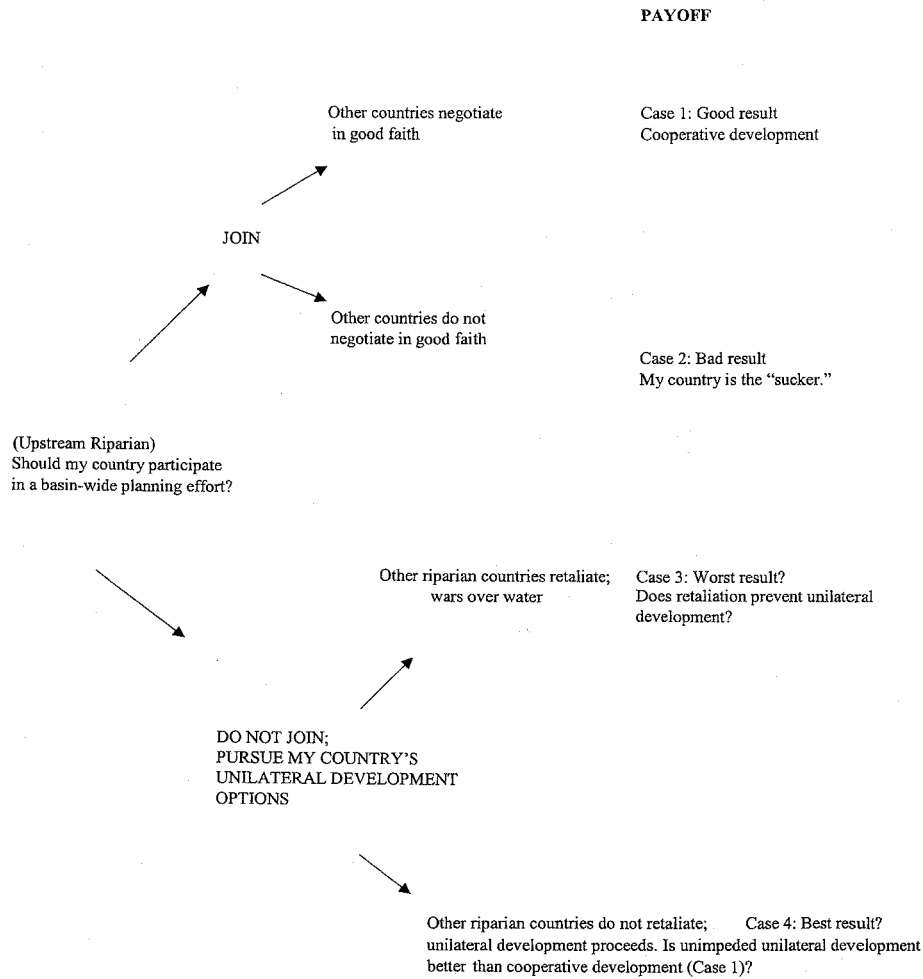 PAYOFF
Other countries negotiate
in good faith
Case 1: Good result
Cooperative development
JOIN
Other countries do not
negotiate in good faith
Case 2: Bad result
My country is the “sucker.”
(Upstream Riparian)
Should my country participate
in a basin-wide planning effort?
Other riparian countries retaliate;
wars over water
Case 3: Worst result?
Does retaliation prevent unilateral
development?
DO NOT JOIN;
PURSUE MY COUNTRY’S
UNILATERAL DEVELOPMENT
OPTIONS
Other riparian countries do not retaliate; Case 4: Best result?
unilateral development proceeds. Is unimpeded unilateral development
better than cooperative development (Case 1)?